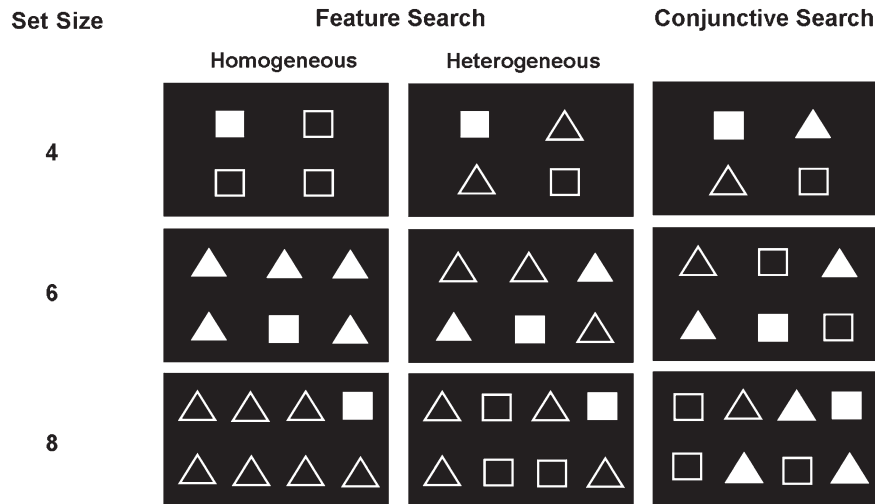 Set Size
Feature Search
Conjunctive Search
Homogeneous
Heterogeneous
4
6
8